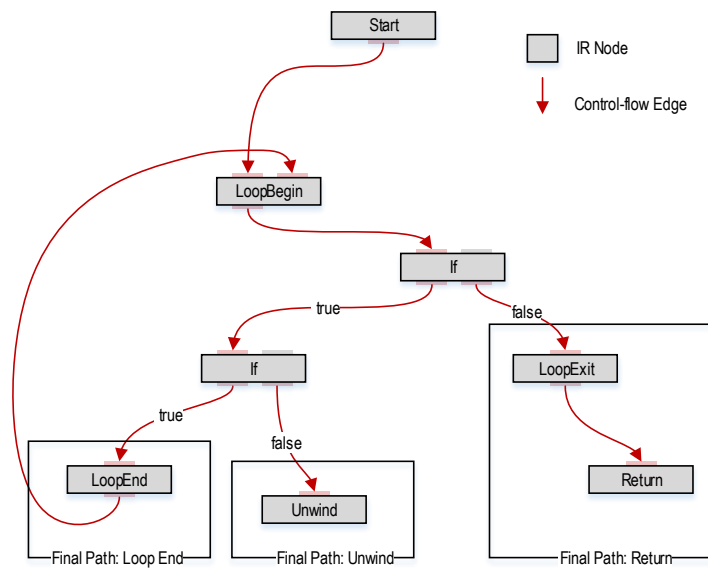 Start
IR Node
Control-flow Edge
LoopBegin
If
true
false
If
LoopExit
true
false
LoopEnd
Return
Unwind
Final Path: Loop End
Final Path: Unwind
Final Path: Return